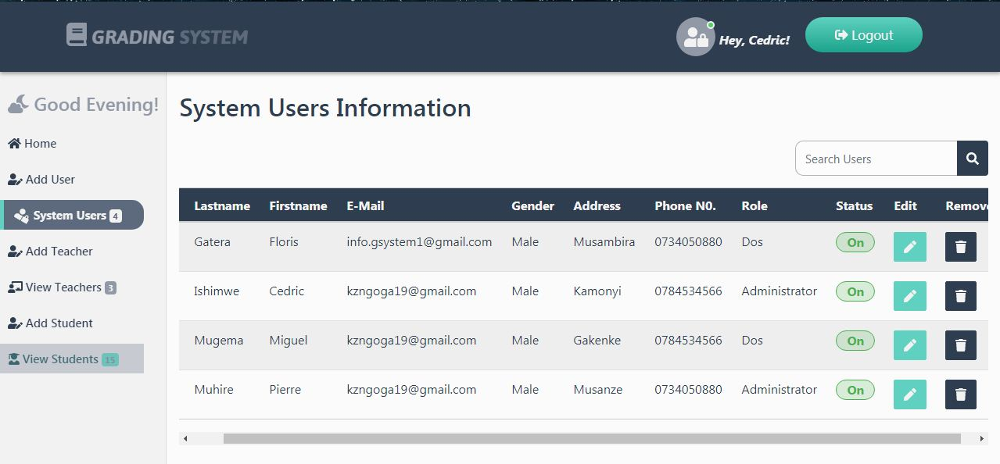 GRADING SYSTEM
Hey, Cedric!
Logout
Good Evening!
Home
Add User
System Users 4
Add Teacher
View Teachers 3
Add Student
View Students 15
System Users Information
Search Users
Lastname Firstname E-Mail Gender Address Phone N0. Role Status Edit Remove
Gatera Floris info.gsystem1@gmail.com Male Musambira 0734050880 Dos On
Ishimwe Cedric kzngoga19@gmail.com Male Kamonyi 0784534566 Administrator On
Mugema Miguel kzngoga19@gmail.com Male Gakenke 0784534566 Dos On
Muhire Pierre kzngoga19@gmail.com Male Musanze 0734050880 Administrator On